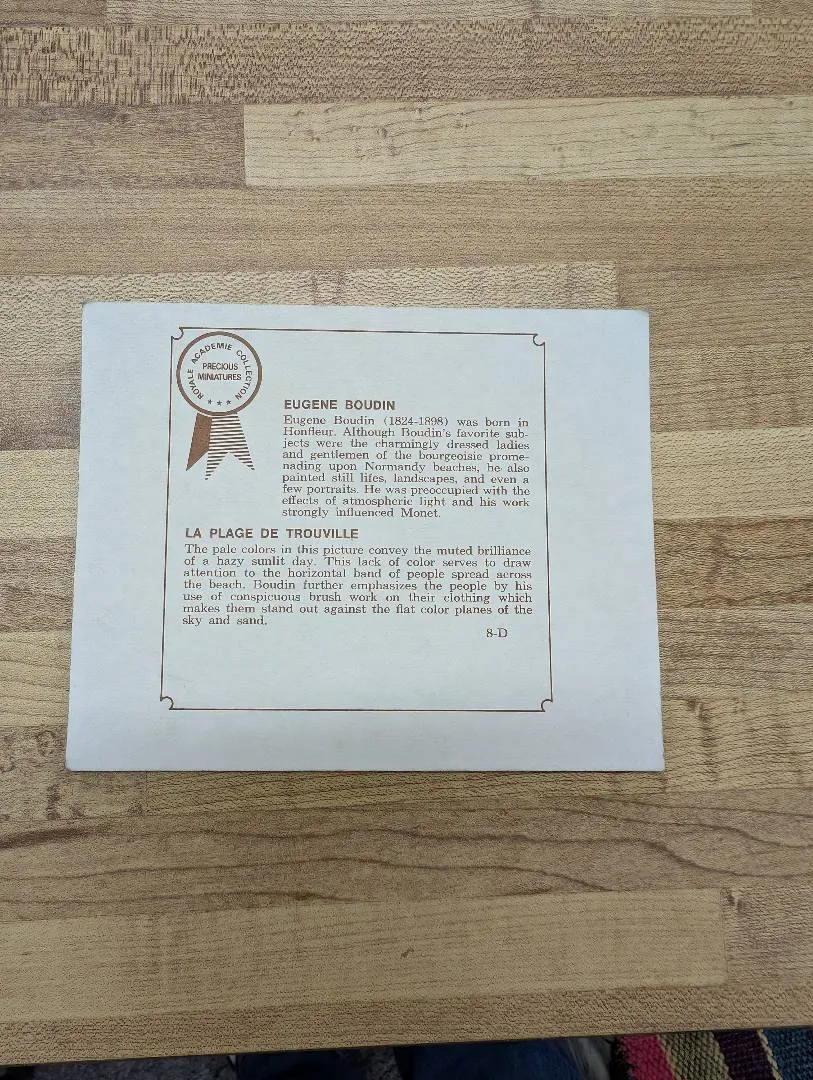 ROYALE ACADEMIE COLLECTION
PRECIOUS
MINIATURES
EUGENE BOUDIN
Eugene Boudin (1824-1898) was born in
Honfleur. Although Boudin's favorite sub-
jects were the charmingly dressed ladies
and gentlemen of the bourgeoisie prome-
nading upon Normandy beaches, he also
painted still lifes, landscapes, and even a
few portraits. He was preoccupied with the
effects of atmospheric light and his work
strongly influenced Monet.
LA PLAGE DE TROUVILLE
The pale colors in this picture convey the muted brilliance
of a hazy sunlit day. This lack of color serves to draw
attention to the horizontal band of people spread across
the beach. Boudin further emphasizes the people by his
use of conspicuous brush work on their clothing which
makes them stand out against the flat color planes of the
sky and sand.
8-D